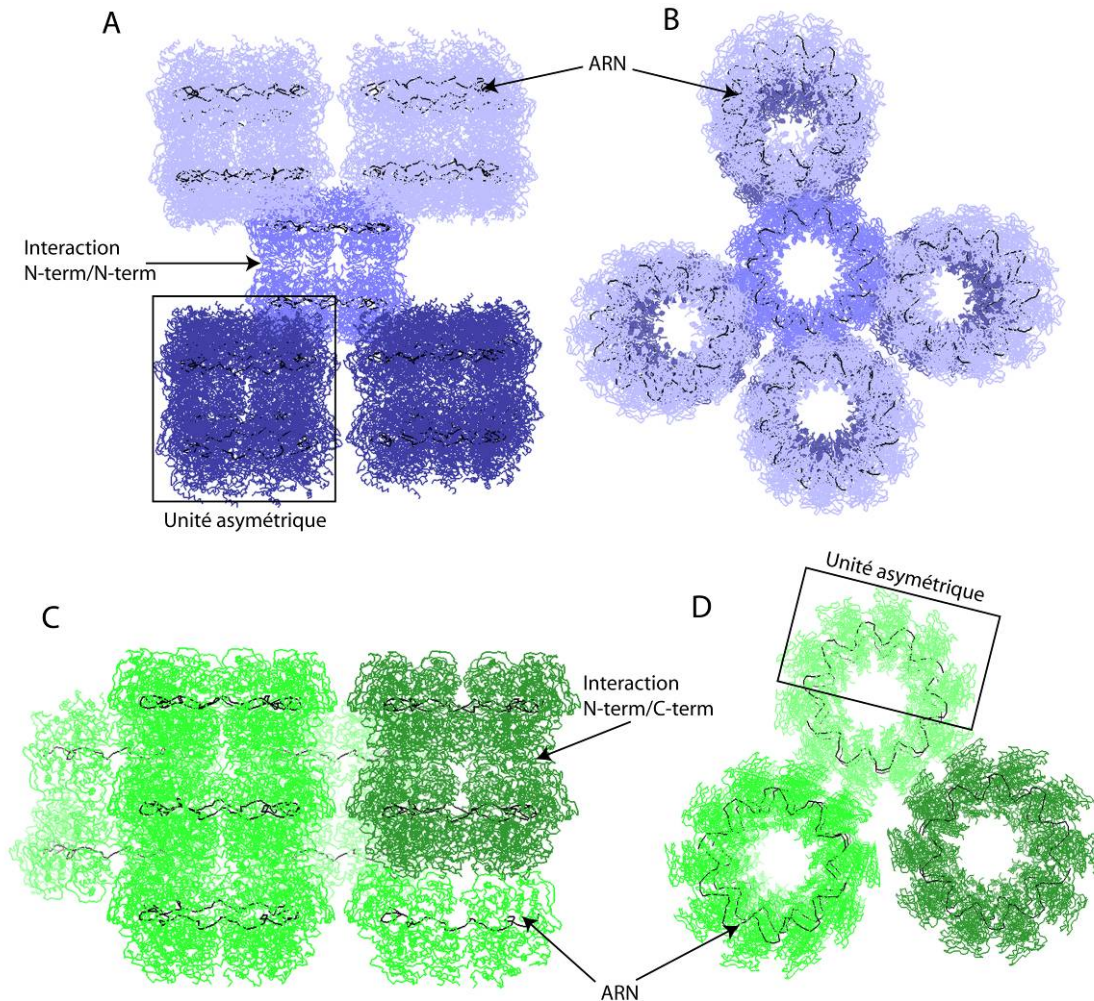 A
B
ARN
Interaction
N-term/N-term
Unité asymétrique
C
D
Unité asymétrique
Interaction
N-term/C-term
ARN